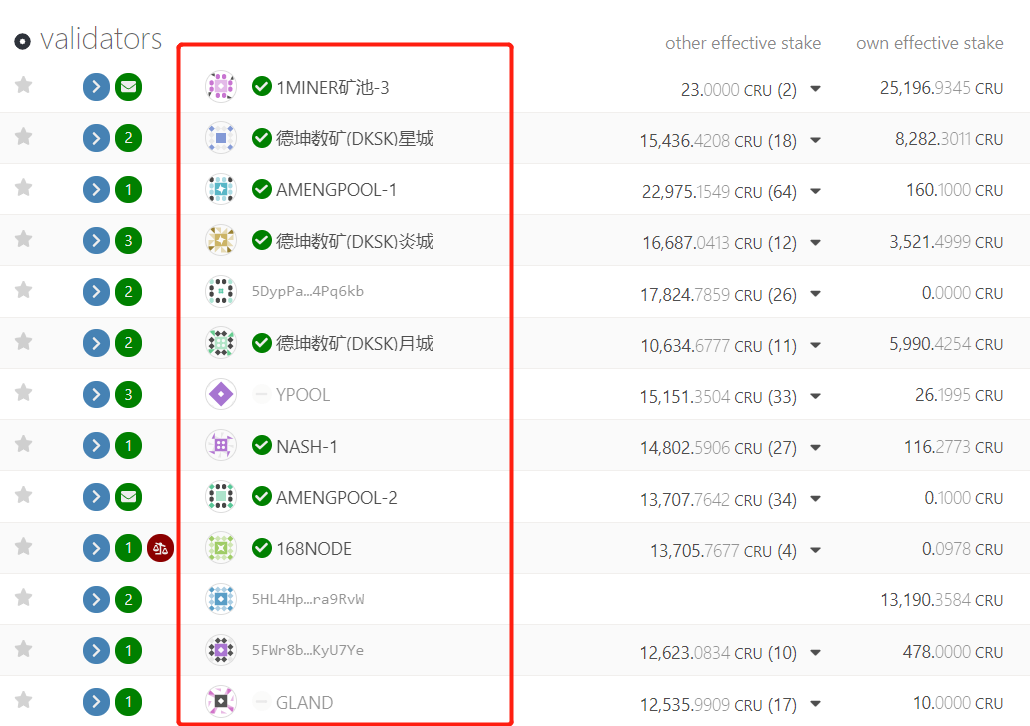 validators other effective stake own effective stake
1MINER矿池-3 23.0000 CRU (2) 25,196.9345 CRU
2 德坤数矿(DKSK)星城 15,436.4208 CRU (18) 8,282.3011 CRU
1 AMENGPOOL-1 22,975.1549 CRU (64) 160.1000 CRU
3 德坤数矿(DKSK)炎城 16,687.0413 CRU (12) 3,521.4999 CRU
2 5DypPa…4Pq6kb 17,824.7859 CRU (26) 0.0000 CRU
2 德坤数矿(DKSK)月城 10,634.6777 CRU (11) 5,990.4254 CRU
3 YPOOL 15,151.3504 CRU (33) 26.1995 CRU
1 NASH-1 14,802.5906 CRU (27) 116.2773 CRU
AMENGPOOL-2 13,707.7642 CRU (34) 0.1000 CRU
1 168NODE 13,705.7677 CRU (4) 0.0978 CRU
2 5HL4Hp…ra9RvW 13,190.3584 CRU
1 5FWr8b…KyU7Ye 12,623.0834 CRU (10) 478.0000 CRU
1 GLAND 12,535.9909 CRU (17) 10.0000 CRU